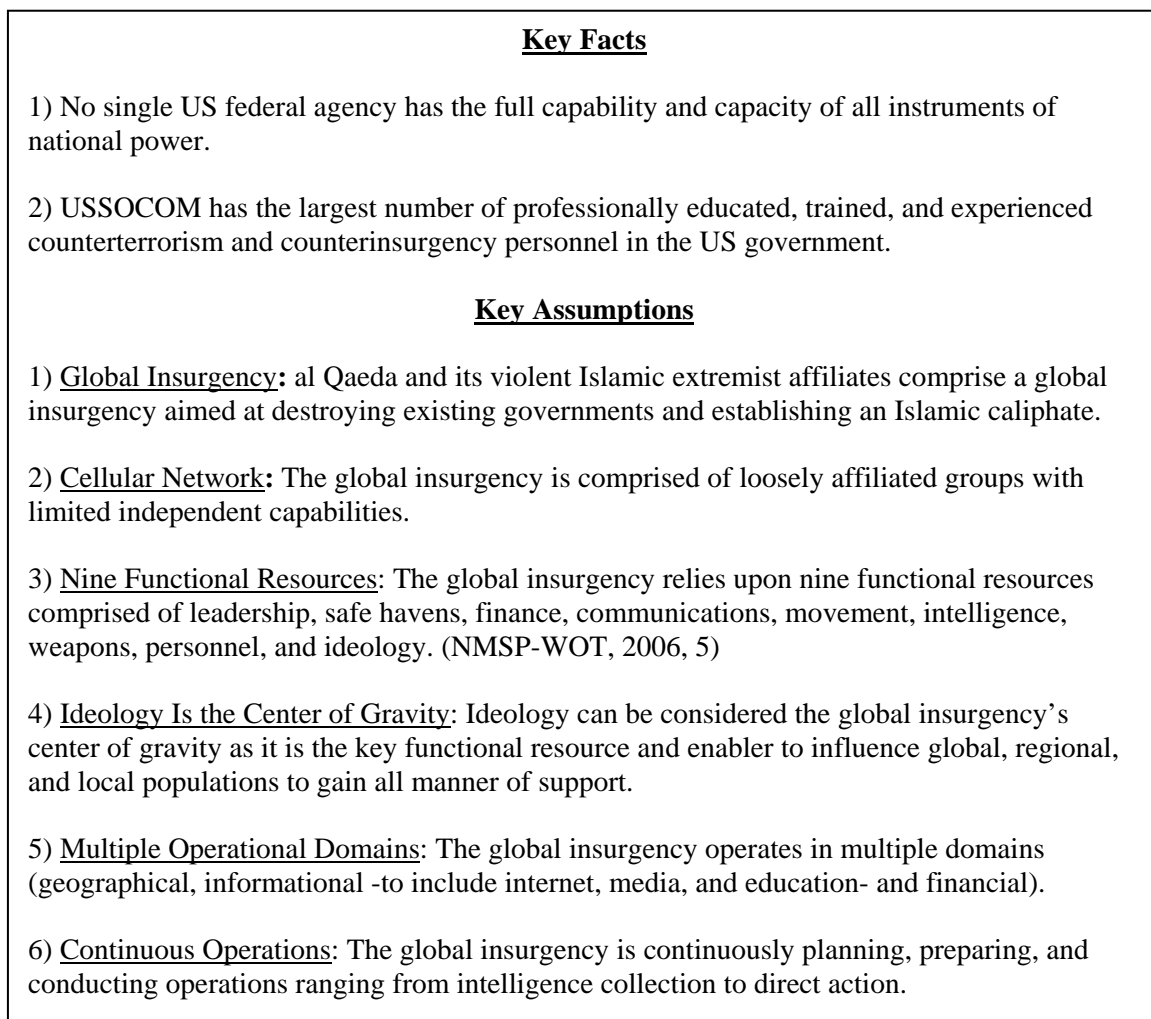 Key Facts
1) No single US federal agency has the full capability and capacity of all instruments of
national power.
2) USSOCOM has the largest number of professionally educated, trained, and experienced
counterterrorism and counterinsurgency personnel in the US government.
Key Assumptions
1) Global Insurgency: al Qaeda and its violent Islamic extremist affiliates comprise a global
insurgency aimed at destroying existing governments and establishing an Islamic caliphate.
2) Cellular Network: The global insurgency is comprised of loosely affiliated groups with
limited independent capabilities.
3) Nine Functional Resources: The global insurgency relies upon nine functional resources
comprised of leadership, safe havens, finance, communications, movement, intelligence,
weapons, personnel, and ideology. (NMSP-WOT, 2006, 5)
4) Ideology Is the Center of Gravity: Ideology can be considered the global insurgency’s
center of gravity as it is the key functional resource and enabler to influence global, regional,
and local populations to gain all manner of support.
5) Multiple Operational Domains: The global insurgency operates in multiple domains
(geographical, informational -to include internet, media, and education- and financial).
6) Continuous Operations: The global insurgency is continuously planning, preparing, and
conducting operations ranging from intelligence collection to direct action.